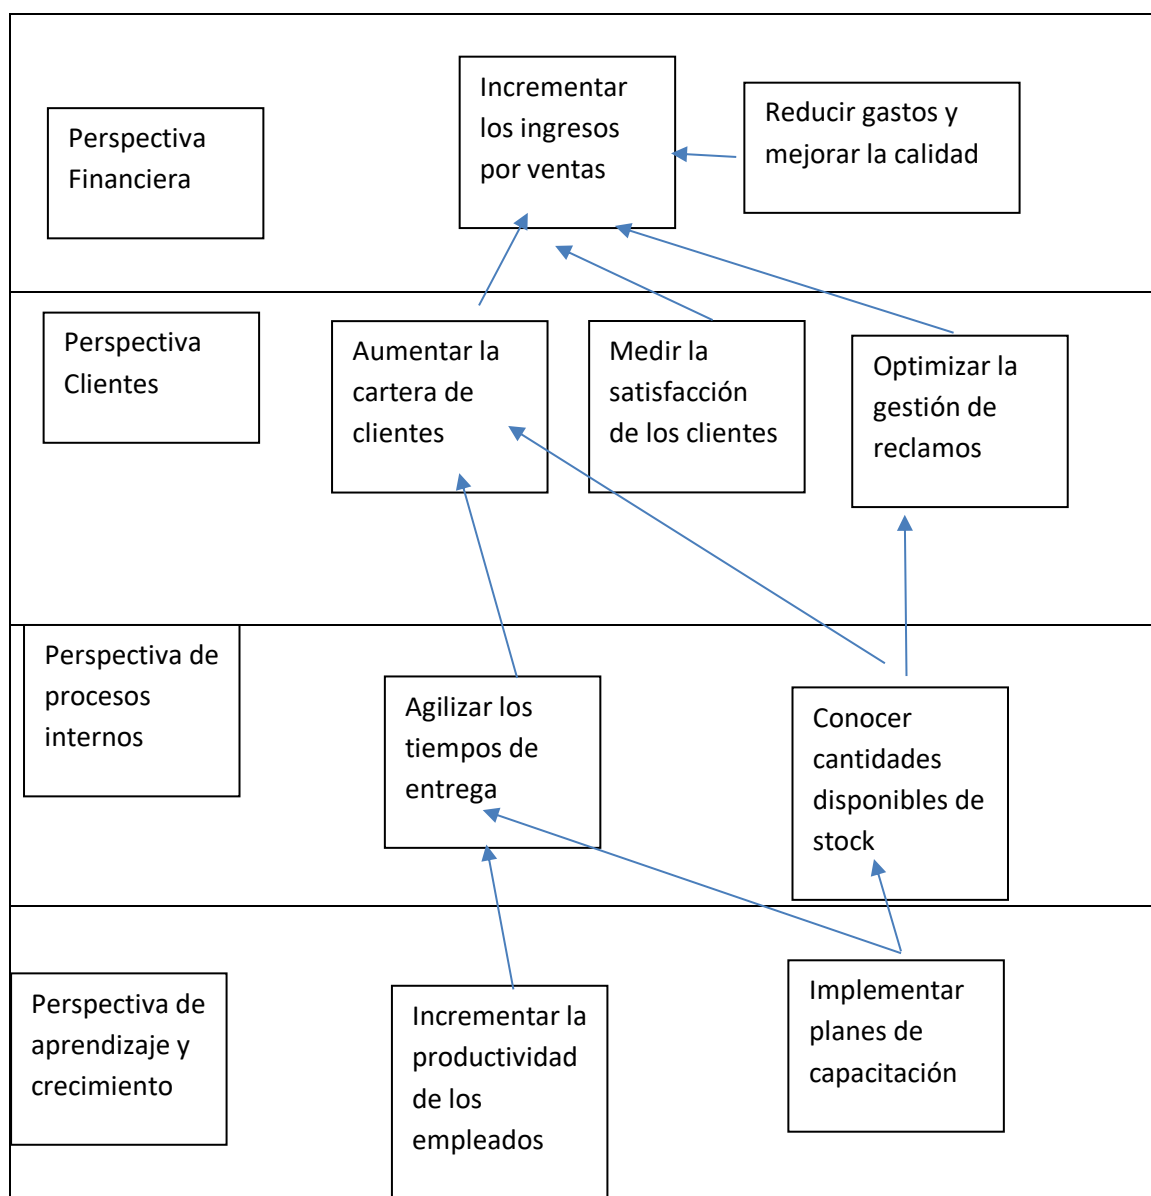 Perspectiva
Financiera
Incrementar
los ingresos
por ventas
Reducir gastos y
mejorar la calidad
Perspectiva
Clientes
Aumentar la
cartera de
clientes
Medir la
satisfacción
de los clientes
Optimizar la
gestión de
reclamos
Perspectiva de
procesos
internos
Agilizar los
tiempos de
entrega
Conocer
cantidades
disponibles de
stock
Perspectiva de
aprendizaje y
crecimiento
Incrementar la
productividad
de los
empleados
Implementar
planes de
capacitación